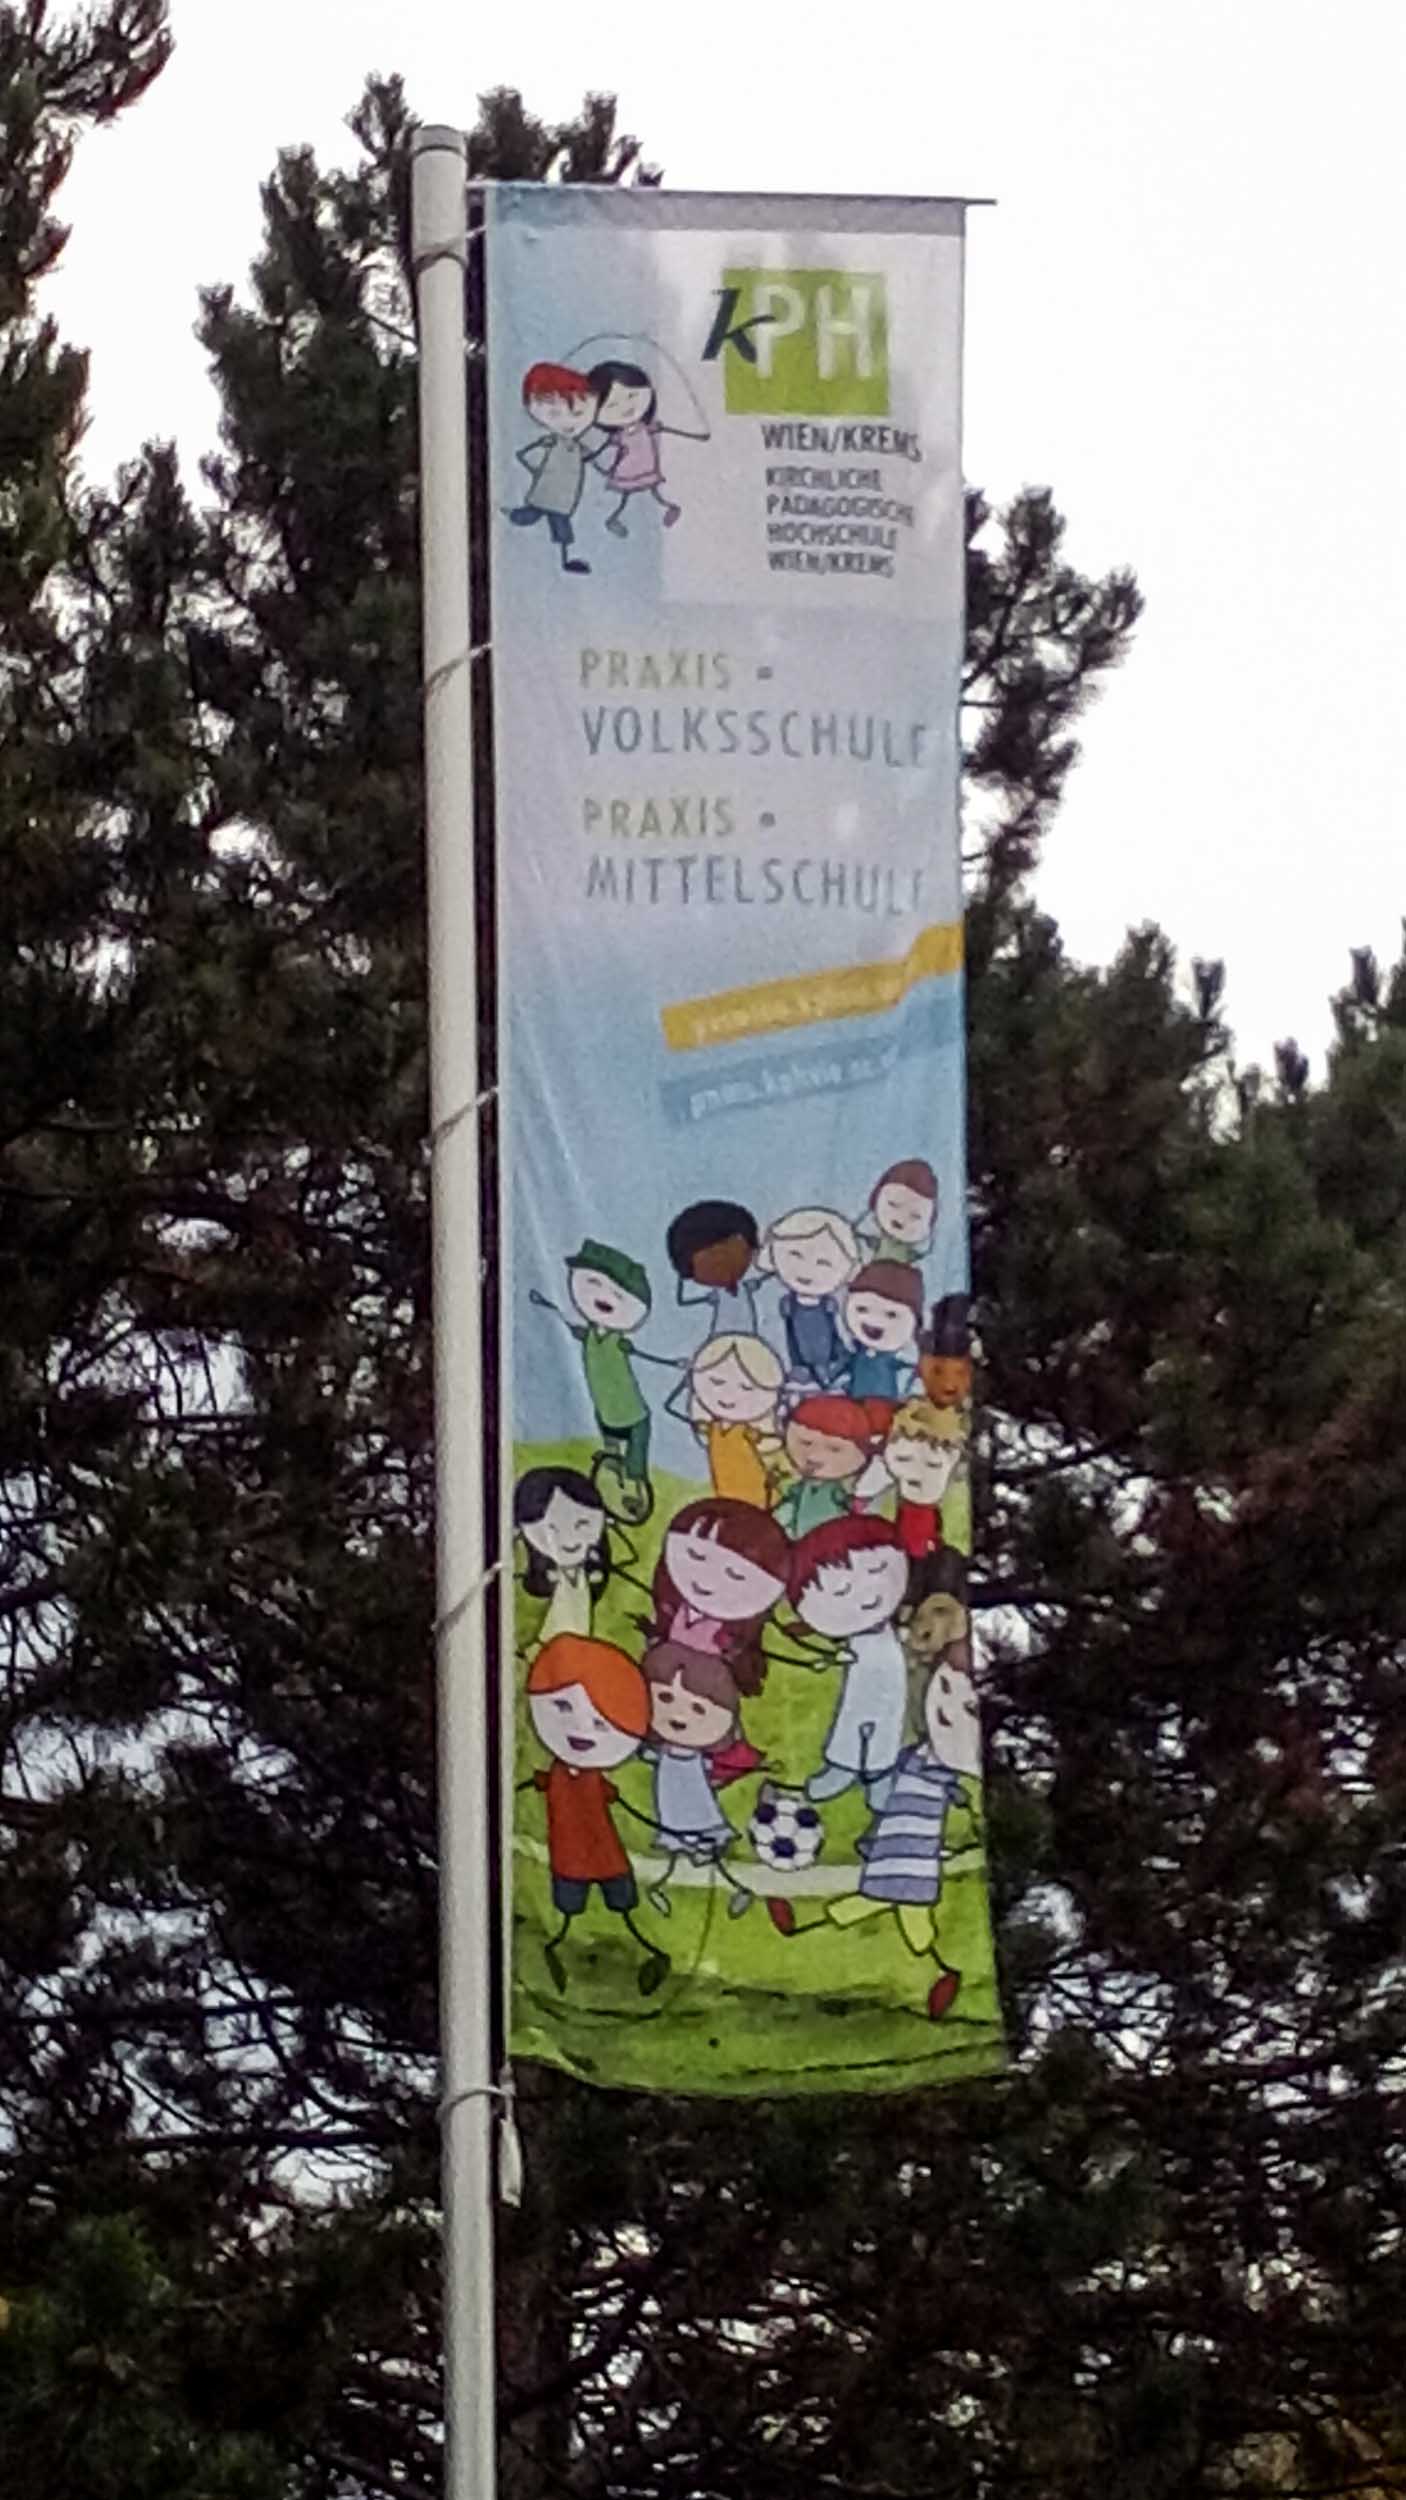 kPH
WIEN/KREMS
KIRCHLICHE
PÄDAGOGISCHE
HOCHSCHULE
WIEN/KREMS
PRAXIS -
VOLKSSCHULE
PRAXIS -
MITTELSCHULE